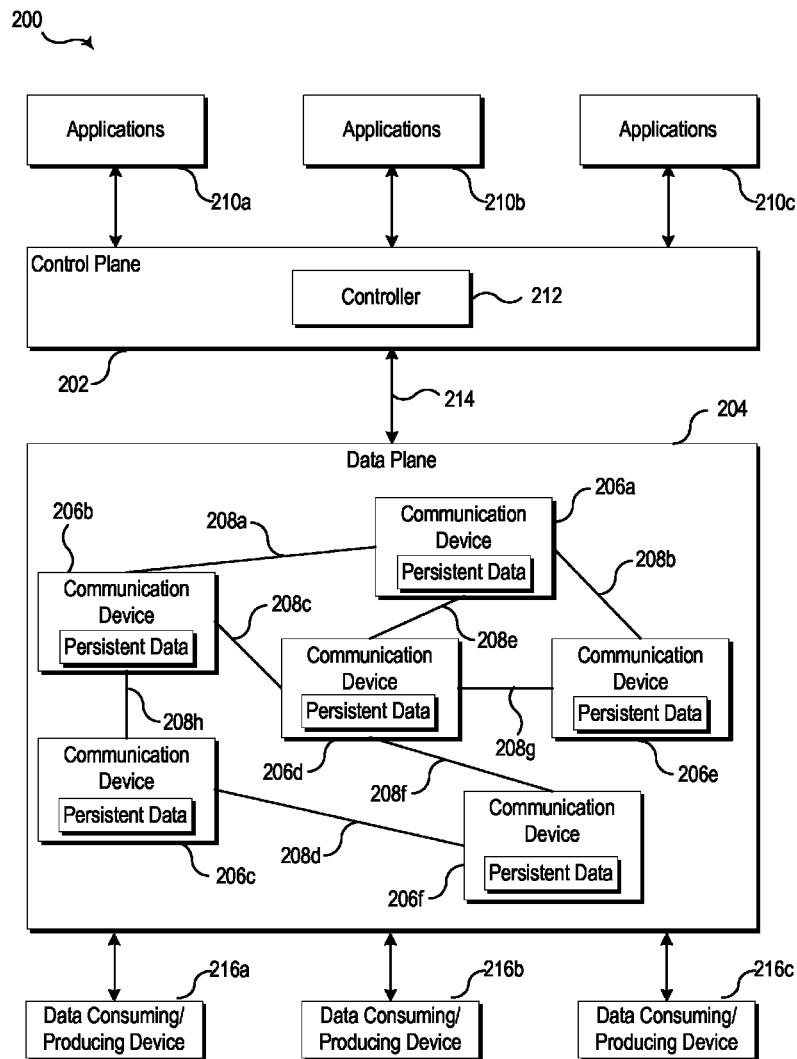 200
Applications
Applications
Applications
210a
210b
210c
Control Plane
Controller
212
202
214
204
Data Plane
206a
206b
208a
Communication
Device
Persistent Data
208b
Communication
Device
Persistent Data
208c
208e
Communication
Device
Persistent Data
Communication
Device
Persistent Data
208h
208g
206d
206e
Communication
Device
Persistent Data
208f
Communication
Device
Persistent Data
208d
206c
206f
216a
216b
216c
Data Consuming/
Producing Device
Data Consuming/
Producing Device
Data Consuming/
Producing Device